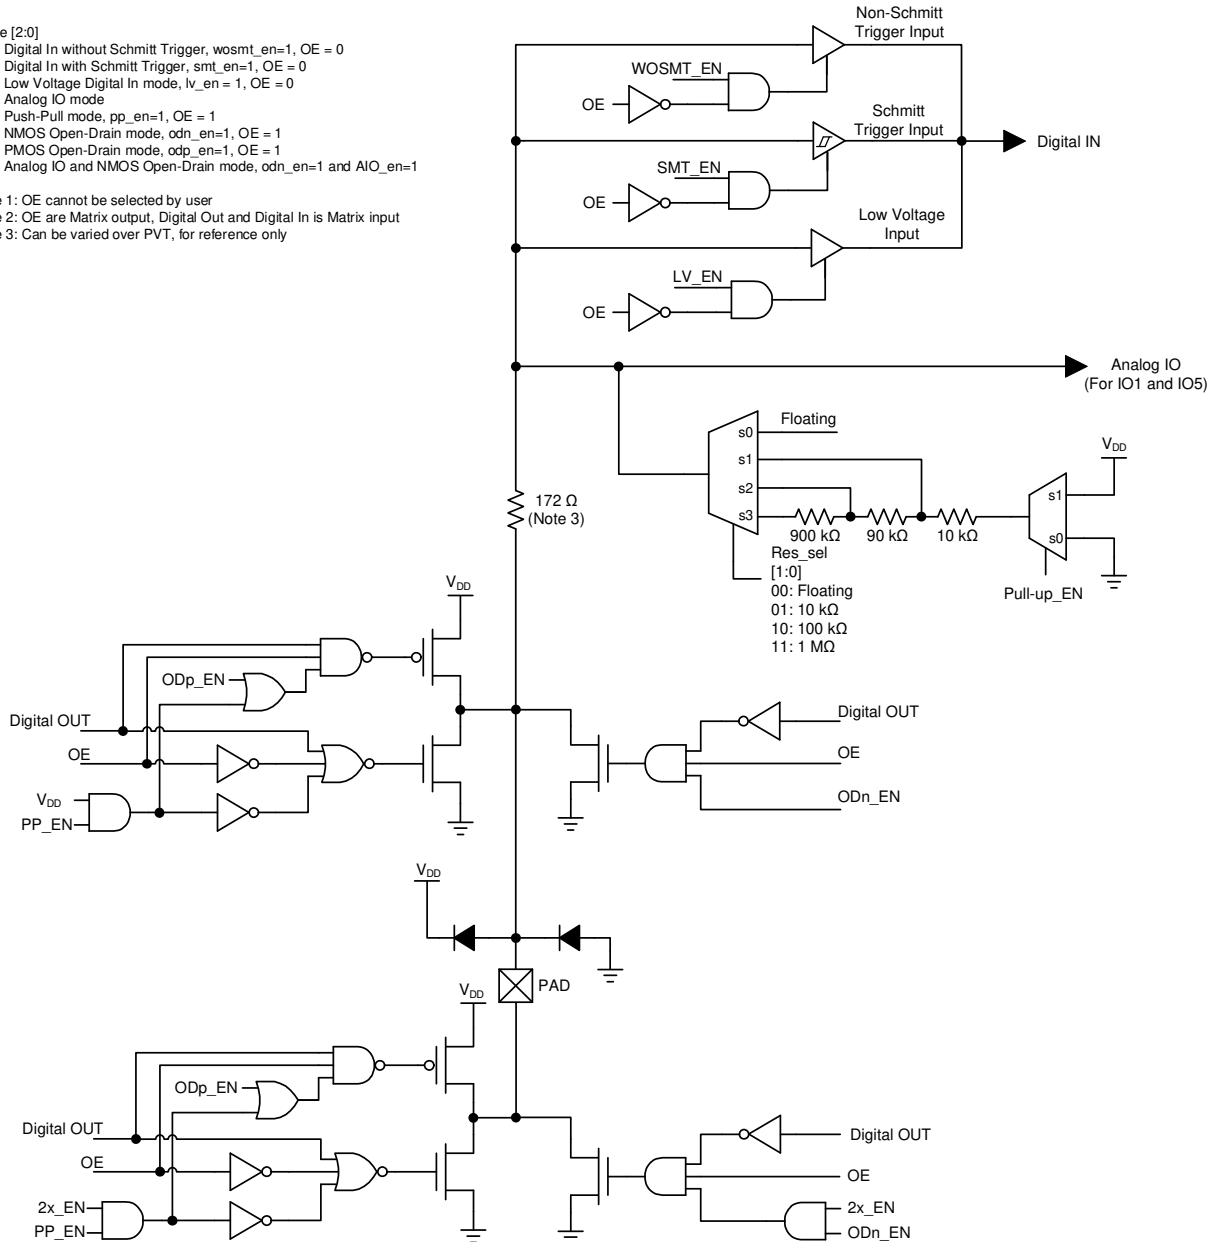 e [2:0]
Digital In without Schmitt Trigger, wosmt_en=1, OE = 0
Digital In with Schmitt Trigger, smt_en=1, OE = 0
Low Voltage Digital In mode, lv_en = 1, OE =0
Analog IO mode
Push-Pull mode, pp_en=1, OE = 1
NMOS Open-Drain mode, odn_en=1, OE = 1
PMOS Open-Drain mode, odp_en=1, OE = 1
Analog IO and NMOS Open-Drain mode, odn_en=1 and AIO_en=1
e 1: OE cannot be selected by user
e 2: OE are Matrix output, Digital Out and Digital In is Matrix input
e 3: Can be varied over PVT, for reference only
Non-Schmitt
Trigger Input
WOSMT_EN
OE
Schmitt
Trigger Input
Digital IN
SMT_EN
OE
Low Voltage
Input
LV_EN
OE
Analog IO
(For IO1 and IO5)
Floating
s0
s1
s2
s3
VDD
s1
s0
172 Ω
(Note 3)
900 kΩ
90 kΩ
10 kΩ
Res_sel
[1:0]
00: Floating
01: 10 kΩ
10: 100 kΩ
11: 1 MΩ
Pull-up_EN
VDD
ODp_EN
Digital OUT
OE
VDD
PP_EN
Digital OUT
OE
ODn_EN
VDD
PAD
VDD
ODp_EN
Digital OUT
OE
2x_EN
PP_EN
Digital OUT
OE
2x_EN
ODn_EN